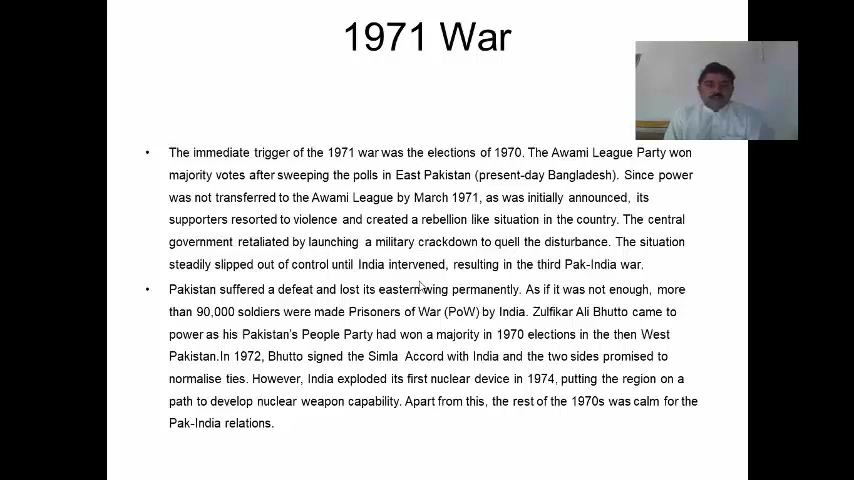 1971 War
• The immediate trigger of the 1971 war was the elections of 1970. The Awami League Party won
majority votes after sweeping the polls in East Pakistan (present-day Bangladesh). Since power
was not transferred to the Awami League by March 1971, as was initially announced, its
supporters resorted to violence and created a rebellion like situation in the country. The central
government retaliated by launching a military crackdown to quell the disturbance. The situation
steadily slipped out of control until India intervened, resulting in the third Pak-India war.
• Pakistan suffered a defeat and lost its eastern wing permanently. As if it was not enough, more
than 90,000 soldiers were made Prisoners of War (PoW) by India. Zulfikar Ali Bhutto came to
power as his Pakistan's People Party had won a majority in 1970 elections in the then West
Pakistan.In 1972, Bhutto signed the Simla Accord with India and the two sides promised to
normalise ties. However, India exploded its first nuclear device in 1974, putting the region on a
path to develop nuclear weapon capability. Apart from this, the rest of the 1970s was calm for the
Pak-India relations.